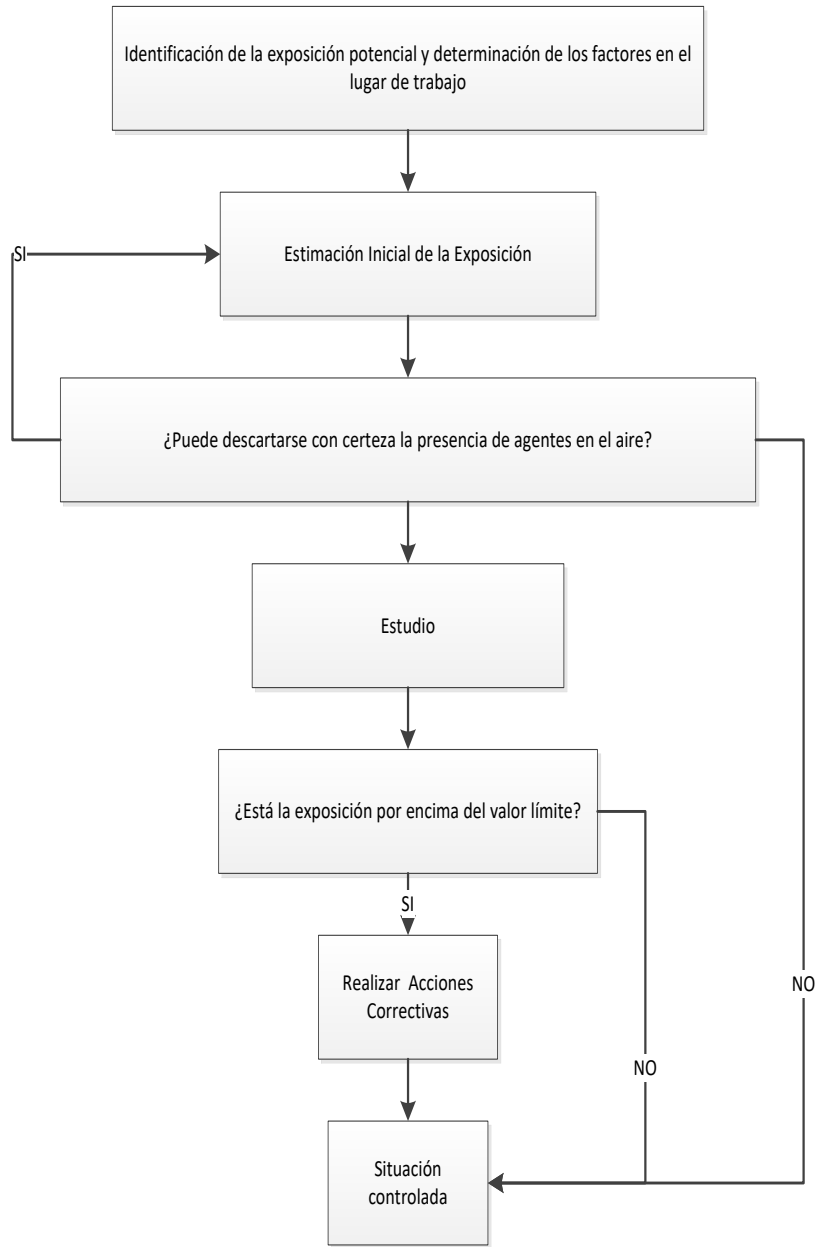 Identificación de la exposición potencial y determinación de los factores en el
lugar de trabajo
SI
Estimación Inicial de la Exposición
¿Puede descartarse con certeza la presencia de agentes en el aire?
Estudio
¿Está la exposición por encima del valor límite?
SI
Realizar Acciones
Correctivas
NO
NO
Situación
controlada